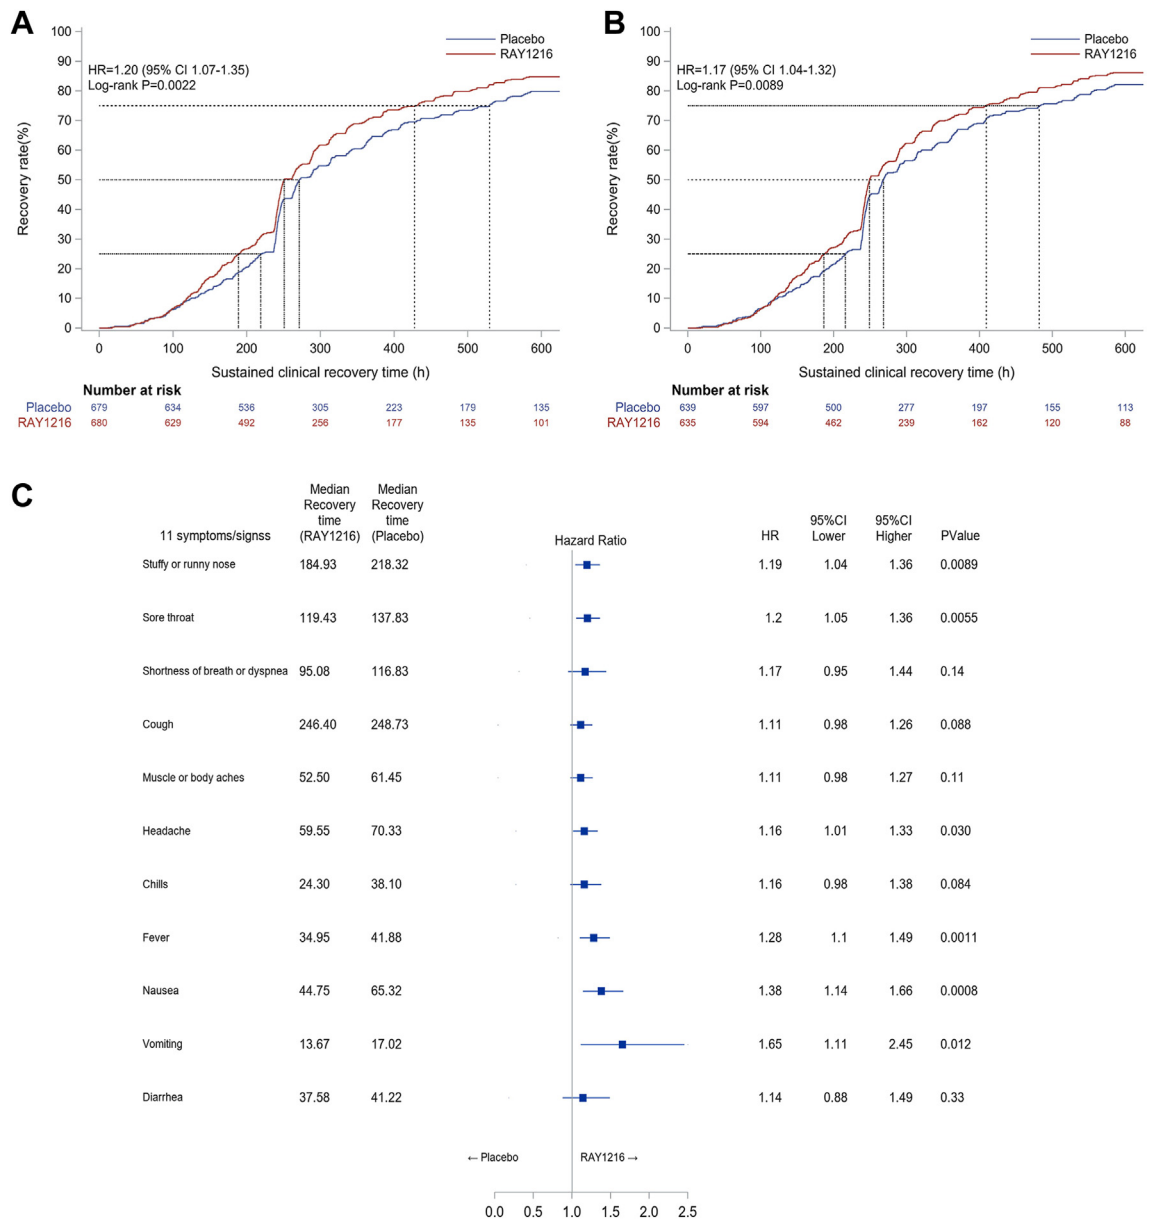 A
100
90
80
70
60
50
40
30
20
10
0
Recovery rate(%)
Placebo
RAY1216
HR=1.20 (95% CI 1.07-1.35)
Log-rank P=0.0022
0 100 200 300 400 500 600
Sustained clinical recovery time (h)
Number at risk
Placebo 679 634 536 305 223 179 135
RAY1216 680 629 492 256 177 135 101
B
100
90
80
70
60
50
40
30
20
10
0
Recovery rate(%)
Placebo
RAY1216
HR=1.17 (95% CI 1.04-1.32)
Log-rank P=0.0089
0 100 200 300 400 500 600
Sustained clinical recovery time (h)
Number at risk
Placebo 639 597 500 277 197 155 113
RAY1216 635 594 462 239 162 120 88
C
Median Median
Recovery Recovery
time time 95%CI 95%CI
11 symptoms/signss (RAY1216) (Placebo) Hazard Ratio HR Lower Higher PValue
Stuffy or runny nose 184.93 218.32 1.19 1.04 1.36 0.0089
Sore throat 119.43 137.83 1.2 1.05 1.36 0.0055
Shortness of breath or dyspnea 95.08 116.83 1.17 0.95 1.44 0.14
Cough 246.40 248.73 1.11 0.98 1.26 0.088
Muscle or body aches 52.50 61.45 1.11 0.98 1.27 0.11
Headache 59.55 70.33 1.16 1.01 1.33 0.030
Chills 24.30 38.10 1.16 0.98 1.38 0.084
Fever 34.95 41.88 1.28 1.1 1.49 0.0011
Nausea 44.75 65.32 1.38 1.14 1.66 0.0008
Vomiting 13.67 17.02 1.65 1.11 2.45 0.012
Diarrhea 37.58 41.22 1.14 0.88 1.49 0.33
← Placebo RAY1216 →
0.0 0.5 1.0 1.5 2.0 2.5